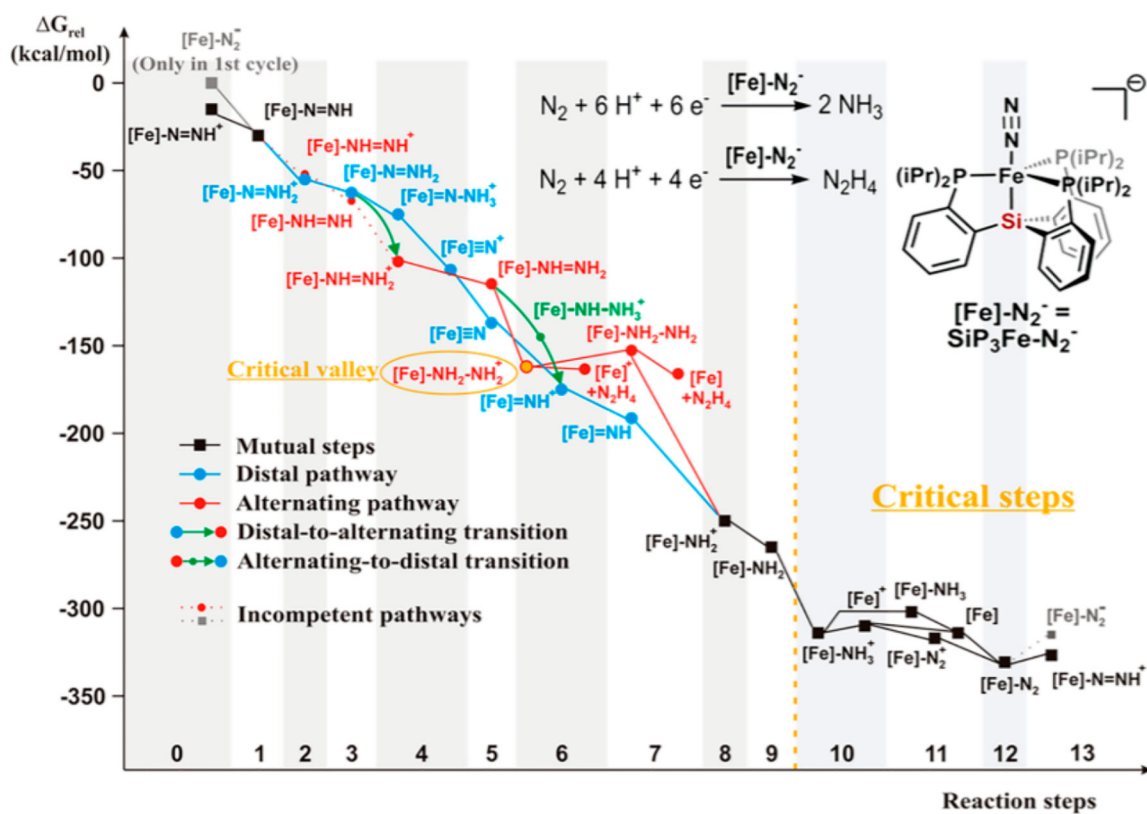 ΔG_rel
(kcal/mol)
[Fe]-N₂⁻
(Only in 1st cycle)
[Fe]-N=NH⁺
[Fe]-N=NH
[Fe]-NH=NH⁺
[Fe]-N=NH₂⁺
[Fe]-N=NH₂
[Fe]-NH=NH
[Fe]=N-NH₃⁺
[Fe]-NH=NH₂⁺
[Fe]≡N⁺
[Fe]-NH=NH₂
[Fe]≡N
[Fe]-NH-NH₃⁺
[Fe]-NH₂-NH₂
Critical valley
[Fe]-NH₂-NH₂⁺
[Fe]⁺
+N₂H₄
[Fe]
+N₂H₄
[Fe]=NH⁺
[Fe]=NH
[Fe]-NH₂⁺
[Fe]-NH₂
N₂ + 6 H⁺ + 6 e⁻ [Fe]-N₂⁻ 2 NH₃
N₂ + 4 H⁺ + 4 e⁻ [Fe]-N₂⁻ N₂H₄
⊖
N
N
P(iPr)₂
(iPr)₂P
Fe
P(iPr)₂
Si
[Fe]-N₂⁻ =
SiP₃Fe-N₂⁻
Mutual steps
Distal pathway
Alternating pathway
Distal-to-alternating transition
Alternating-to-distal transition
Incompetent pathways
Critical steps
[Fe]⁺
[Fe]-NH₃
[Fe]
[Fe]-N₂⁻
[Fe]-NH₃⁺
[Fe]-N₂⁺
[Fe]-N₂
[Fe]-N=NH⁺
0
-50
-100
-150
-200
-250
-300
-350
0 1 2 3 4 5 6 7 8 9 10 11 12 13
Reaction steps